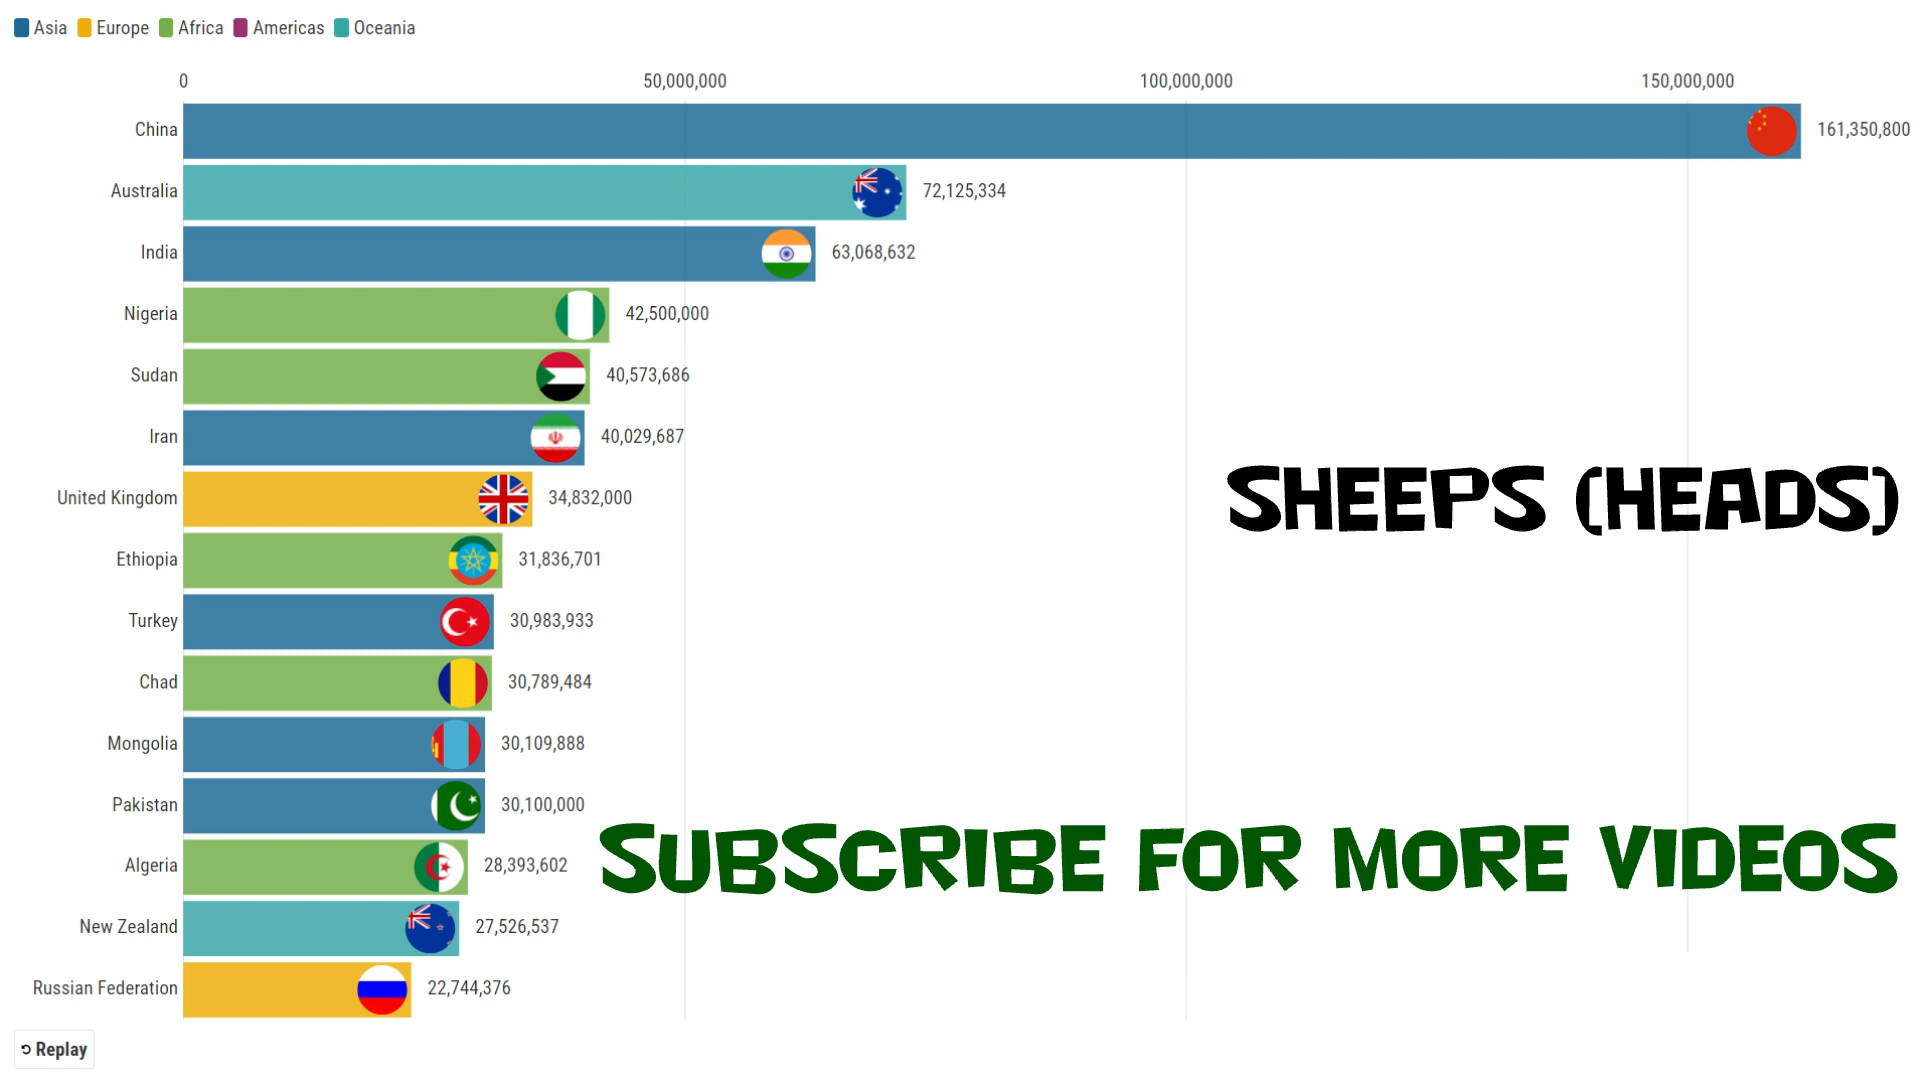 Asia Europe Africa Americas Oceania
0 50,000,000 100,000,000 150,000,000
China 161,350,800
Australia 72,125,334
India 63,068,632
Nigeria 42,500,000
Sudan 40,573,686
Iran 40,029,687
United Kingdom 34,832,000
SHEEPS (HEADS)
Ethiopia 31,836,701
Turkey 30,983,933
Chad 30,789,484
Mongolia 30,109,888
Pakistan 30,100,000
Algeria 28,393,602
SUBSCRIBE FOR MORE VIDEOS
New Zealand 27,526,537
Russian Federation 22,744,376
Replay